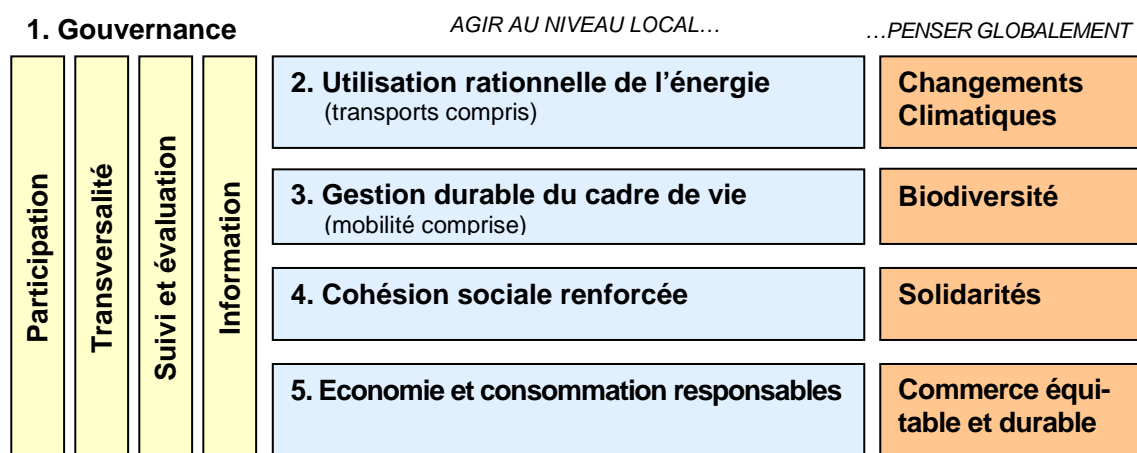 1. Gouvernance
AGIR AU NIVEAU LOCAL…
…PENSER GLOBALEMENT
Participation
Transversalité
Suivi et évaluation
Information
2. Utilisation rationnelle de l’énergie
(transports compris)
Changements
Climatiques
3. Gestion durable du cadre de vie
(mobilité comprise)
Biodiversité
4. Cohésion sociale renforcée
Solidarités
5. Economie et consommation responsables
Commerce équi-
table et durable